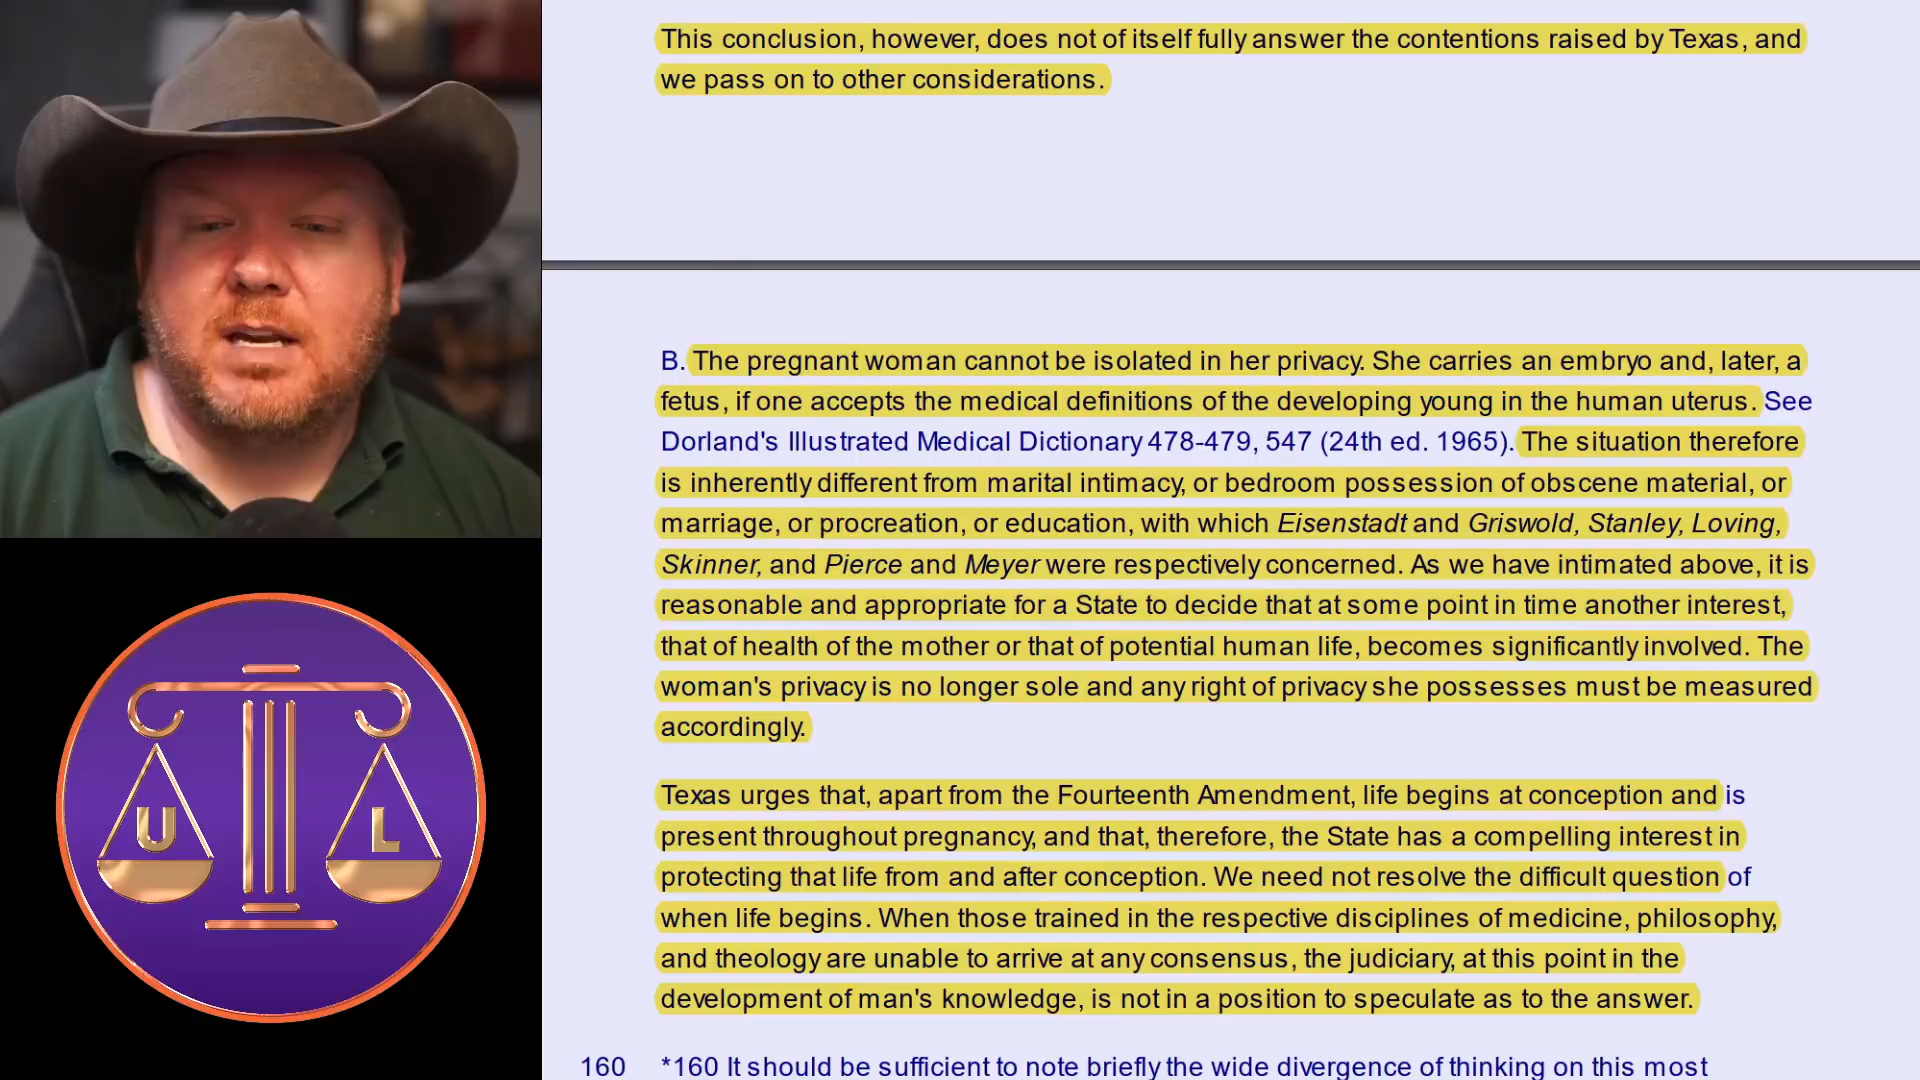 This conclusion, however, does not of itself fully answer the contentions raised by Texas, and
we pass on to other considerations.
B. The pregnant woman cannot be isolated in her privacy. She carries an embryo and, later, a
fetus, if one accepts the medical definitions of the developing young in the human uterus. See
Dorland's Illustrated Medical Dictionary 478-479, 547 (24th ed. 1965). The situation therefore
is inherently different from marital intimacy, or bedroom possession of obscene material, or
marriage, or procreation, or education, with which Eisenstadt and Griswold, Stanley, Loving,
Skinner, and Pierce and Meyer were respectively concerned. As we have intimated above, it is
reasonable and appropriate for a State to decide that at some point in time another interest,
that of health of the mother or that of potential human life, becomes significantly involved. The
woman's privacy is no longer sole and any right of privacy she possesses must be measured
accordingly.
Texas urges that, apart from the Fourteenth Amendment, life begins at conception and is
present throughout pregnancy, and that, therefore, the State has a compelling interest in
protecting that life from and after conception. We need not resolve the difficult question of
when life begins. When those trained in the respective disciplines of medicine, philosophy,
and theology are unable to arrive at any consensus, the judiciary, at this point in the
development of man's knowledge, is not in a position to speculate as to the answer.
160 *160 It should be sufficient to note briefly the wide divergence of thinking on this most
U L